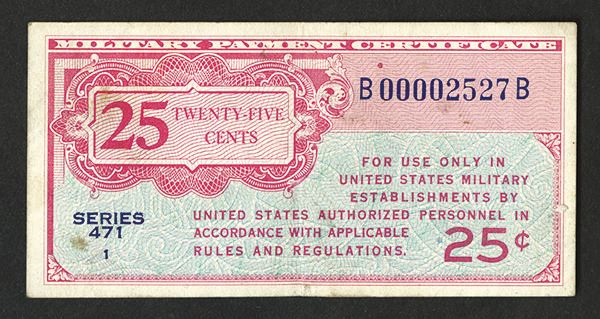 MILITARY PAYMENT CERTIFICATE
B00002527B
25 TWENTY-FIVE
CENTS
FOR USE ONLY IN
UNITED STATES MILITARY
ESTABLISHMENTS BY
UNITED STATES AUTHORIZED PERSONNEL IN
ACCORDANCE WITH APPLICABLE
RULES AND REGULATIONS.
SERIES
471
1
25¢